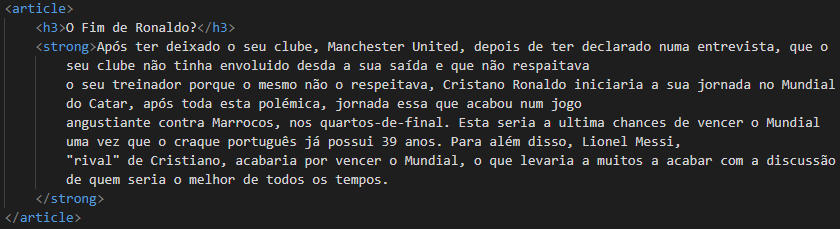 <article>
<h3>O Fim de Ronaldo?</h3>
<strong>Após ter deixado o seu clube, Manchester United, depois de ter declarado numa entrevista, que o
seu clube não tinha envoluido desda a sua saída e que não respaitava
o seu treinador porque o mesmo não o respeitava, Cristano Ronaldo iniciaria a sua jornada no Mundial
do Catar, após toda esta polémica, jornada essa que acabou num jogo
angustiante contra Marrocos, nos quartos-de-final. Esta seria a ultima chances de vencer o Mundial
uma vez que o craque português já possui 39 anos. Para além disso, Lionel Messi,
"rival" de Cristiano, acabaria por vencer o Mundial, o que levaria a muitos a acabar com a discussão
de quem seria o melhor de todos os tempos.
</strong>
</article>